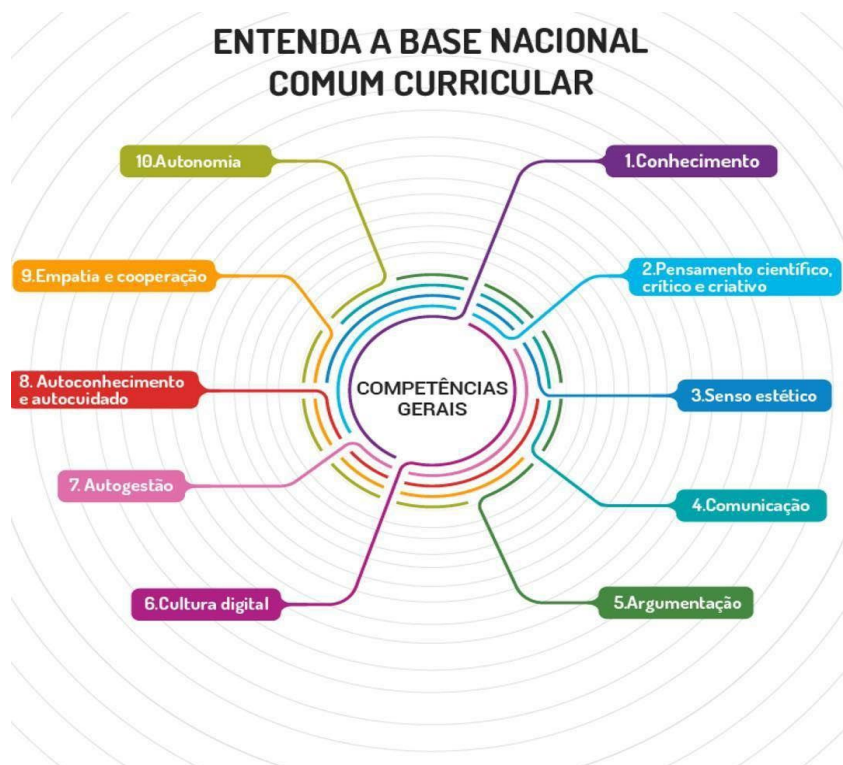 ENTENDA A BASE NACIONAL
COMUM CURRICULAR
10.Autonomia
1.Conhecimento
9.Empatia e cooperação
2.Pensamento científico,
crítico e criativo
8. Autoconhecimento
e autocuidado
COMPETÊNCIAS
GERAIS
3.Senso estético
7. Autogestão
4.Comunicação
6.Cultura digital
5.Argumentação